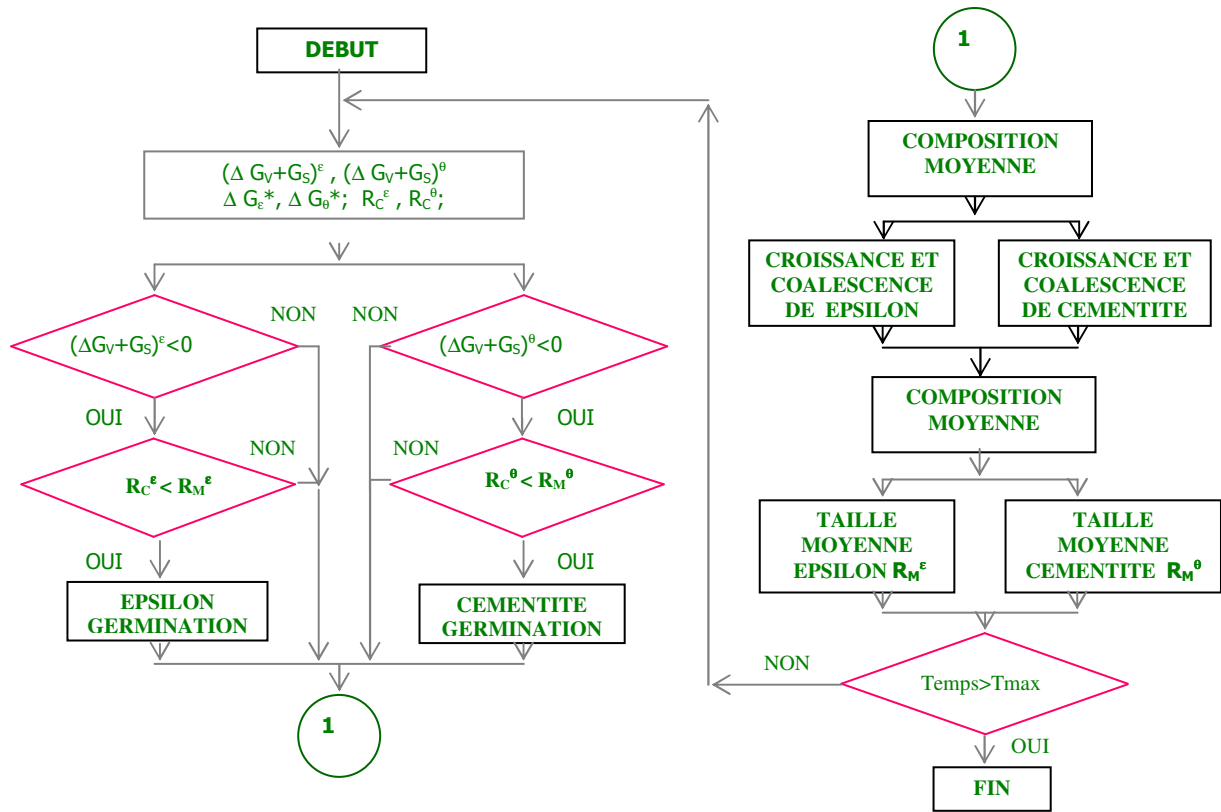 DEBUT
(Δ G_V+G_S)^ε , (Δ G_V+G_S)^θ
Δ G_ε*, Δ G_θ*; R_C^ε , R_C^θ;
NON
NON
(ΔG_V+G_S)^ε<0
(ΔG_V+G_S)^θ<0
OUI
OUI
NON
NON
R_C^ε < R_M^ε
R_C^θ < R_M^θ
OUI
OUI
EPSILON
GERMINATION
CEMENTITE
GERMINATION
1
1
COMPOSITION
MOYENNE
CROISSANCE ET
COALESCENCE
DE EPSILON
CROISSANCE ET
COALESCENCE
DE CEMENTITE
COMPOSITION
MOYENNE
TAILLE
MOYENNE
EPSILON R_M^ε
TAILLE
MOYENNE
CEMENTITE R_M^θ
NON
Temps>Tmax
OUI
FIN